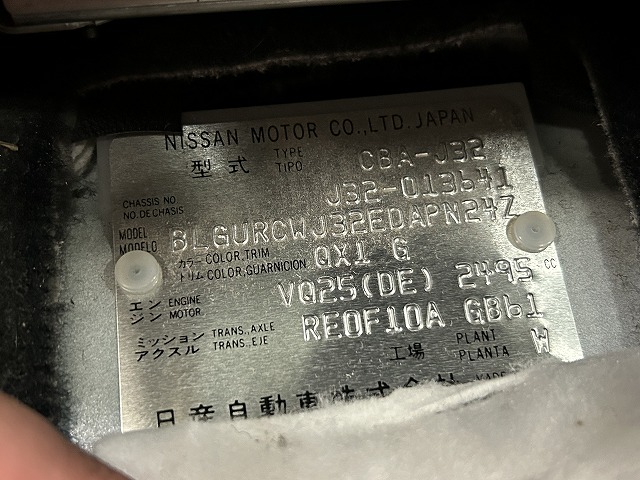 NISSAN MOTOR CO.,LTD. JAPAN
型式 TYPE TIPO CBA-J32
CHASSIS NO. NO.DECHASIS J32-013641
MODEL MODELO BLGURCWJ32EDAPN24Z
カラー COLOR,TRIM トリム COLOR,GUARNICION QX1 G
エンジン ENGINE MOTOR VQ25(DE) 2495 CC
ミッション アクスル TRANS.,AXLE TRANS.,EJE RE0F10A GB61
工場 PLANT PLANTA W
日産自動車株式会社